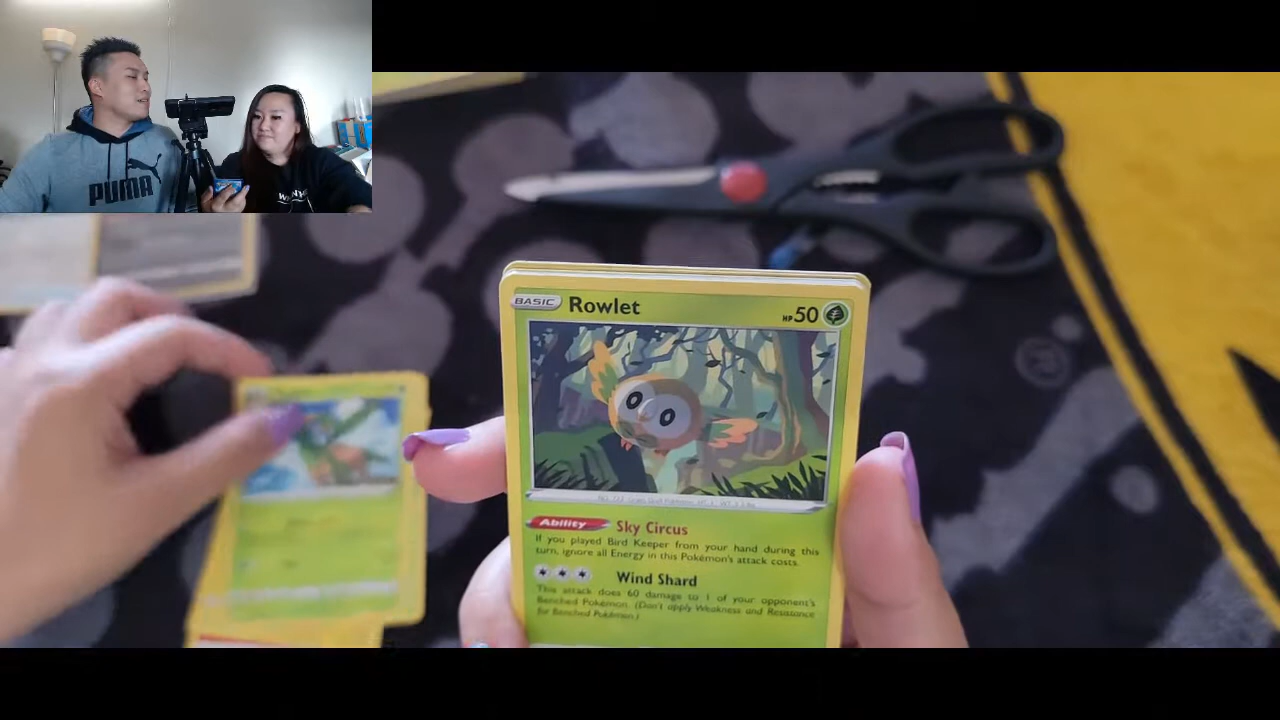 PUMA
BASIC Rowlet HP 50
Ability Sky Circus
If you played Bird Keeper from your hand during this
turn, ignore all Energy in this Pokémon's attack costs.
Wind Shard
This attack does 60 damage to 1 of your opponent's
Benched Pokémon. (Don't apply Weakness and Resistance
for Benched Pokémon.)